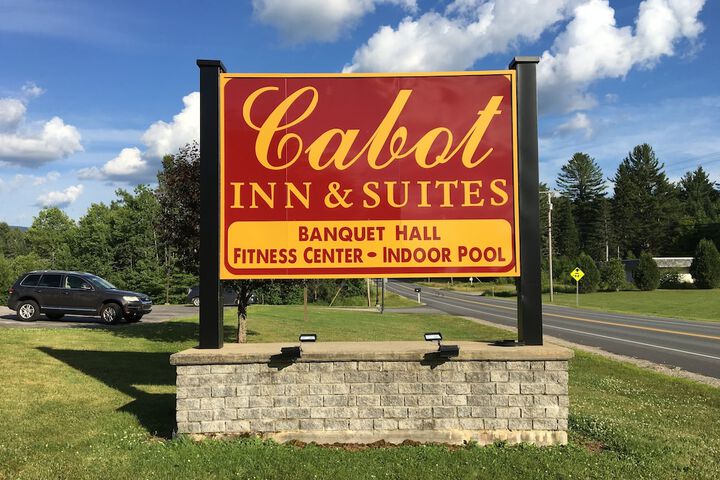 Cabot
INN & SUITES
BANQUET HALL
FITNESS CENTER - INDOOR POOL